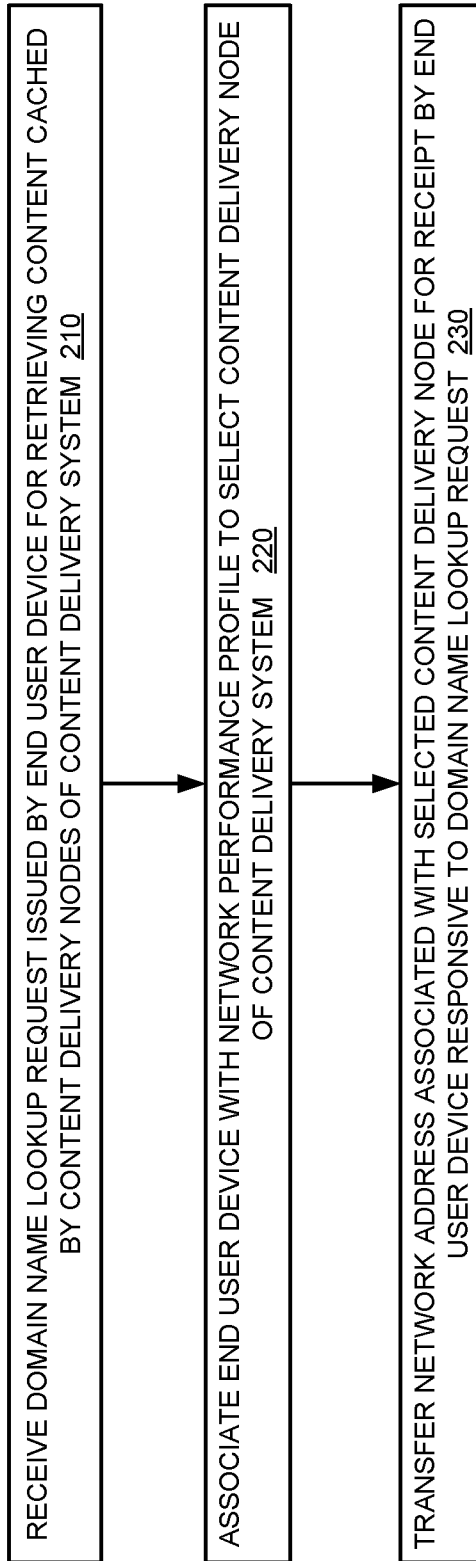 RECEIVE DOMAIN NAME LOOKUP REQUEST ISSUED BY END USER DEVICE FOR RETRIEVING CONTENT CACHED
BY CONTENT DELIVERY NODES OF CONTENT DELIVERY SYSTEM 210
ASSOCIATE END USER DEVICE WITH NETWORK PERFORMANCE PROFILE TO SELECT CONTENT DELIVERY NODE
OF CONTENT DELIVERY SYSTEM 220
TRANSFER NETWORK ADDRESS ASSOCIATED WITH SELECTED CONTENT DELIVERY NODE FOR RECEIPT BY END
USER DEVICE RESPONSIVE TO DOMAIN NAME LOOKUP REQUEST 230